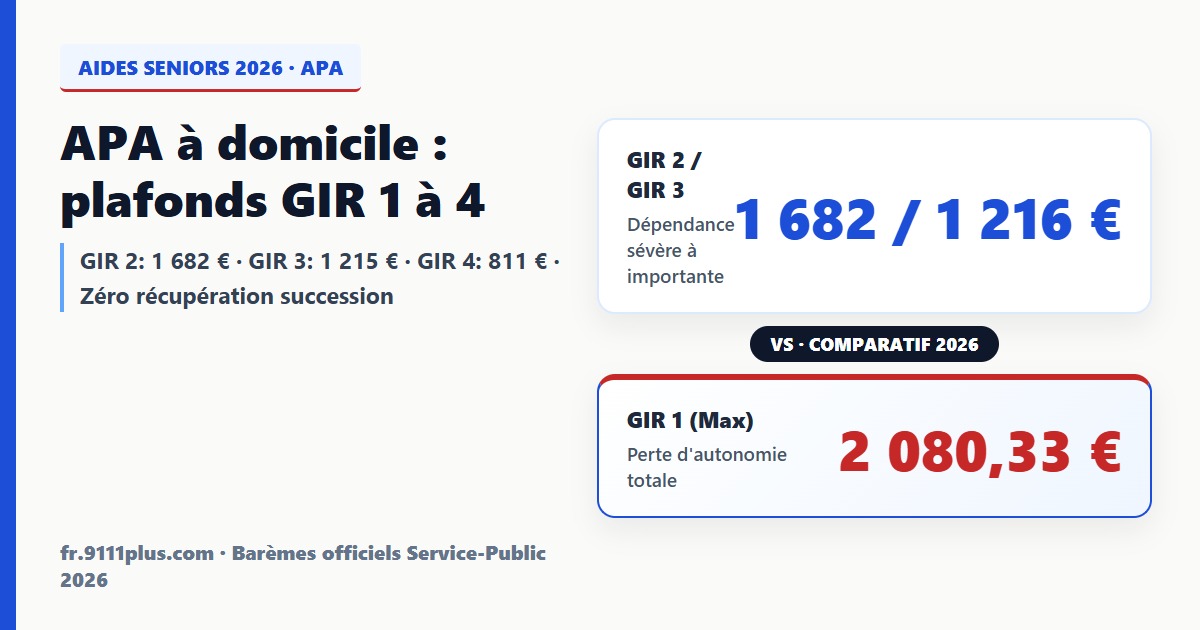 AIDES SENIORS 2026 · APA
APA à domicile :
plafonds GIR 1 à 4
GIR 2: 1 682 € · GIR 3: 1 215 € · GIR 4: 811 € ·
Zéro récupération succession
GIR 2 /
GIR 3
Dépendance
sévère à
importante
1 682 / 1 216 €
VS · COMPARATIF 2026
GIR 1 (Max)
Perte d'autonomie
totale
2 080,33 €
fr.9111plus.com · Barèmes officiels Service-Public
2026